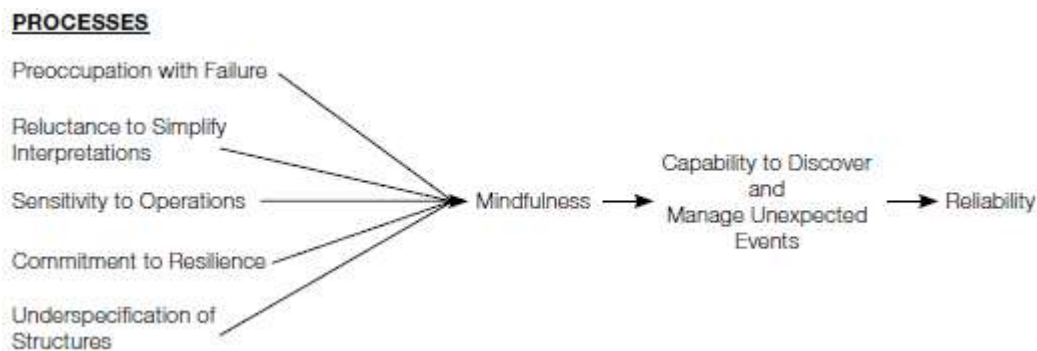 PROCESSES
Preoccupation with Failure
Reluctance to Simplify
Interpretations
Sensitivity to Operations
Commitment to Resilience
Underspecification of
Structures
Mindfulness
Capability to Discover
and
Manage Unexpected
Events
Reliability